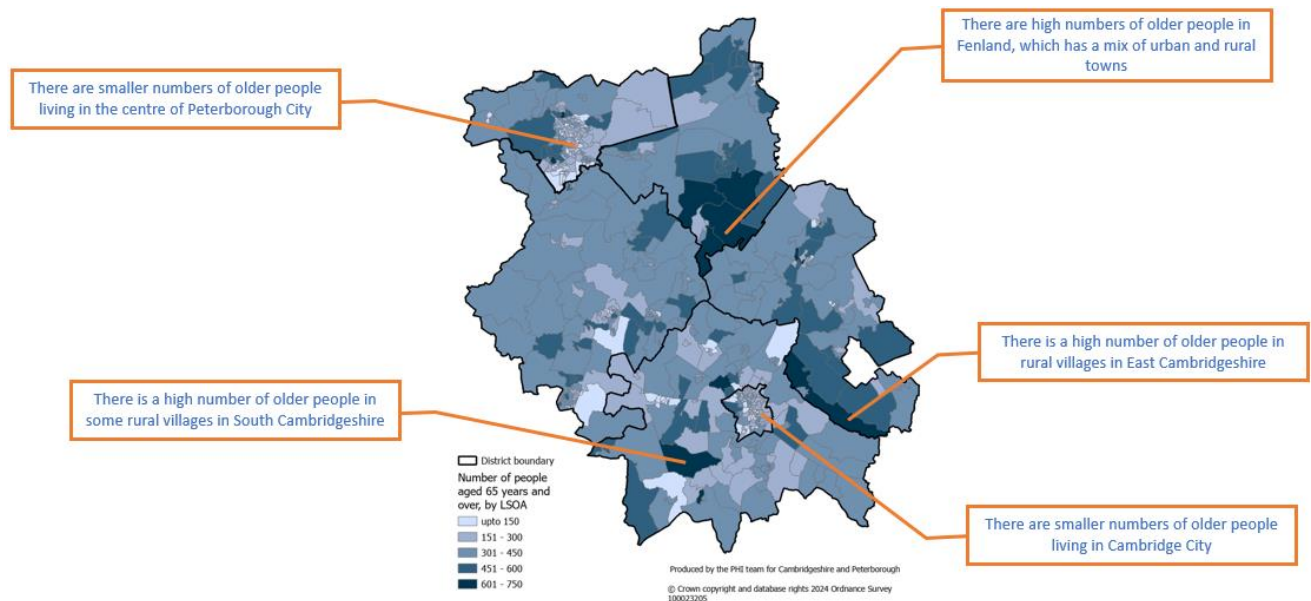 There are high numbers of older people in
Fenland, which has a mix of urban and rural
towns
There are smaller numbers of older people
living in the centre of Peterborough City
There is a high number of older people in
rural villages in East Cambridgeshire
There is a high number of older people in
some rural villages in South Cambridgeshire
District boundary
Number of people
aged 65 years and
over, by LSOA
upto 150
151 - 300
301 - 450
451 - 600
601 - 750
There are smaller numbers of older people
living in Cambridge City
Produced by the PHI team for Cambridgeshire and Peterborough
© Crown copyright and database rights 2024 Ordnance Survey
100023205